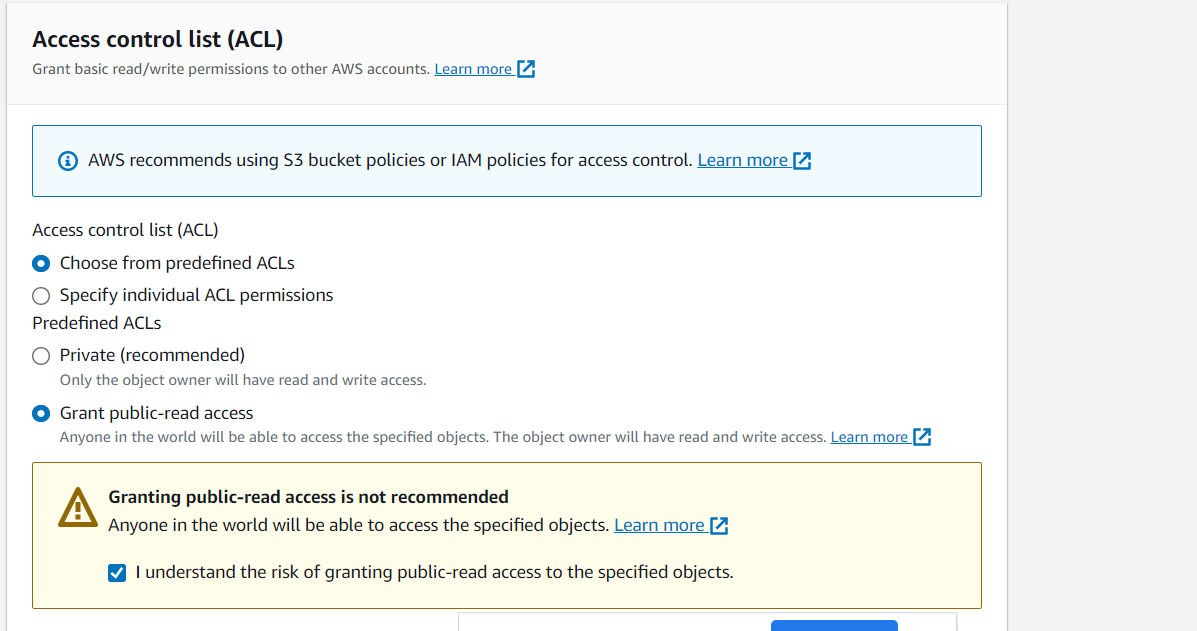 Access control list (ACL)
Grant basic read/write permissions to other AWS accounts. Learn more
AWS recommends using S3 bucket policies or IAM policies for access control. Learn more
Access control list (ACL)
Choose from predefined ACLs
Specify individual ACL permissions
Predefined ACLs
Private (recommended)
Only the object owner will have read and write access.
Grant public-read access
Anyone in the world will be able to access the specified objects. The object owner will have read and write access. Learn more
Granting public-read access is not recommended
Anyone in the world will be able to access the specified objects. Learn more
I understand the risk of granting public-read access to the specified objects.